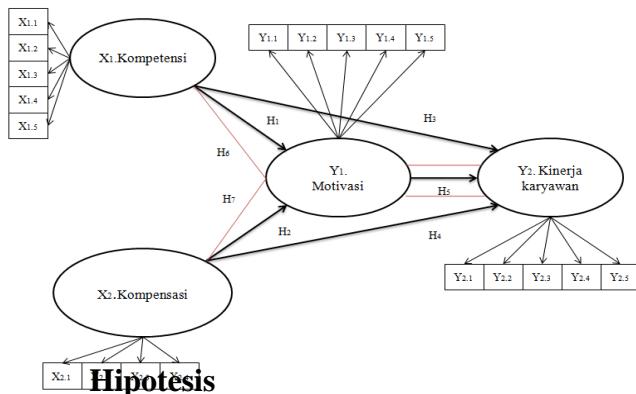 X1.1
X1.2
X1.3
X1.4
X1.5
X1.Kompetensi
Y1.1 Y1.2 Y1.3 Y1.4 Y1.5
H1
H3
H6
Y1.
Motivasi
Y2. Kinerja
karyawan
H5
H7
H2
H4
X2.Kompensasi
Y2.1 Y2.2 Y2.3 Y2.4 Y2.5
X2.1
Hipotesis